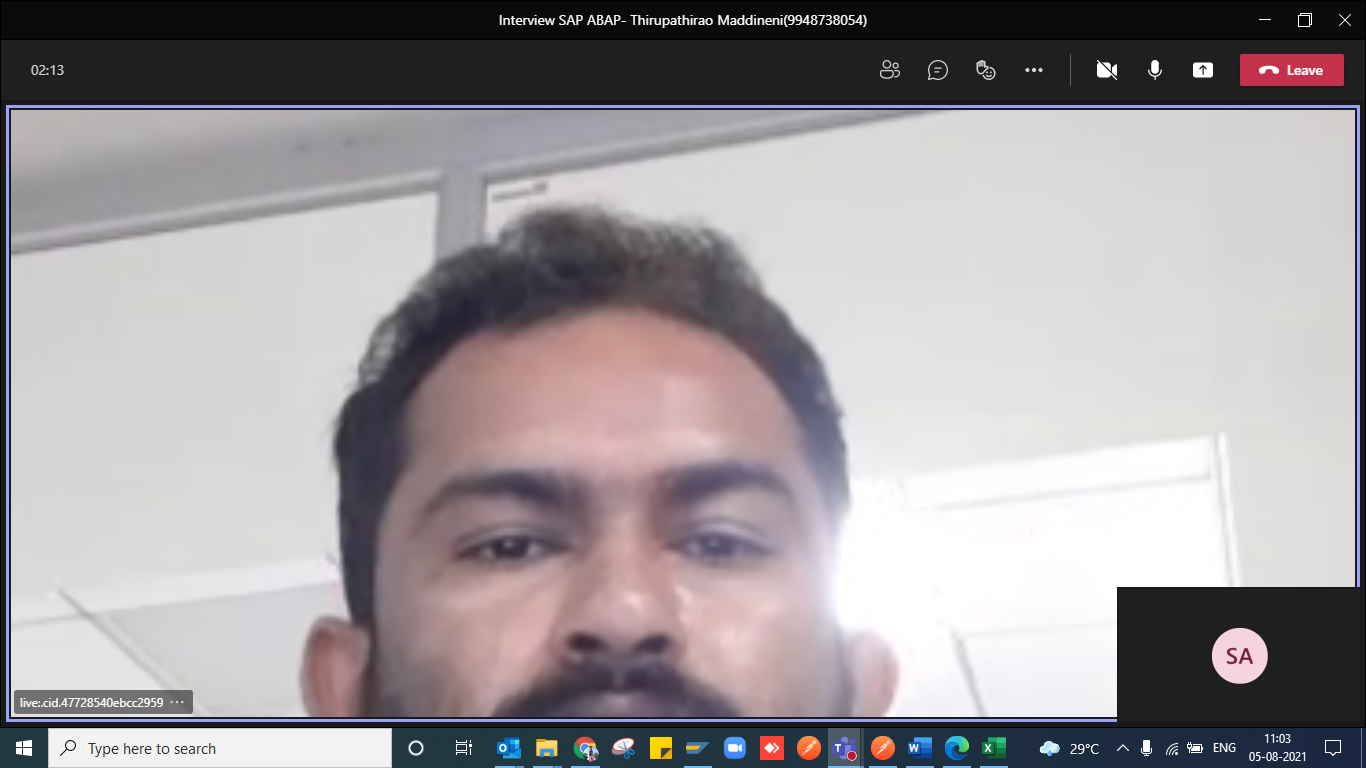 Interview SAP ABAP- Thirupathirao Maddineni(9948738054)
02:13
Leave
SA
live:.cid.47728540ebcc2959 ···
Type here to search
29°C
ENG
11:03
05-08-2021